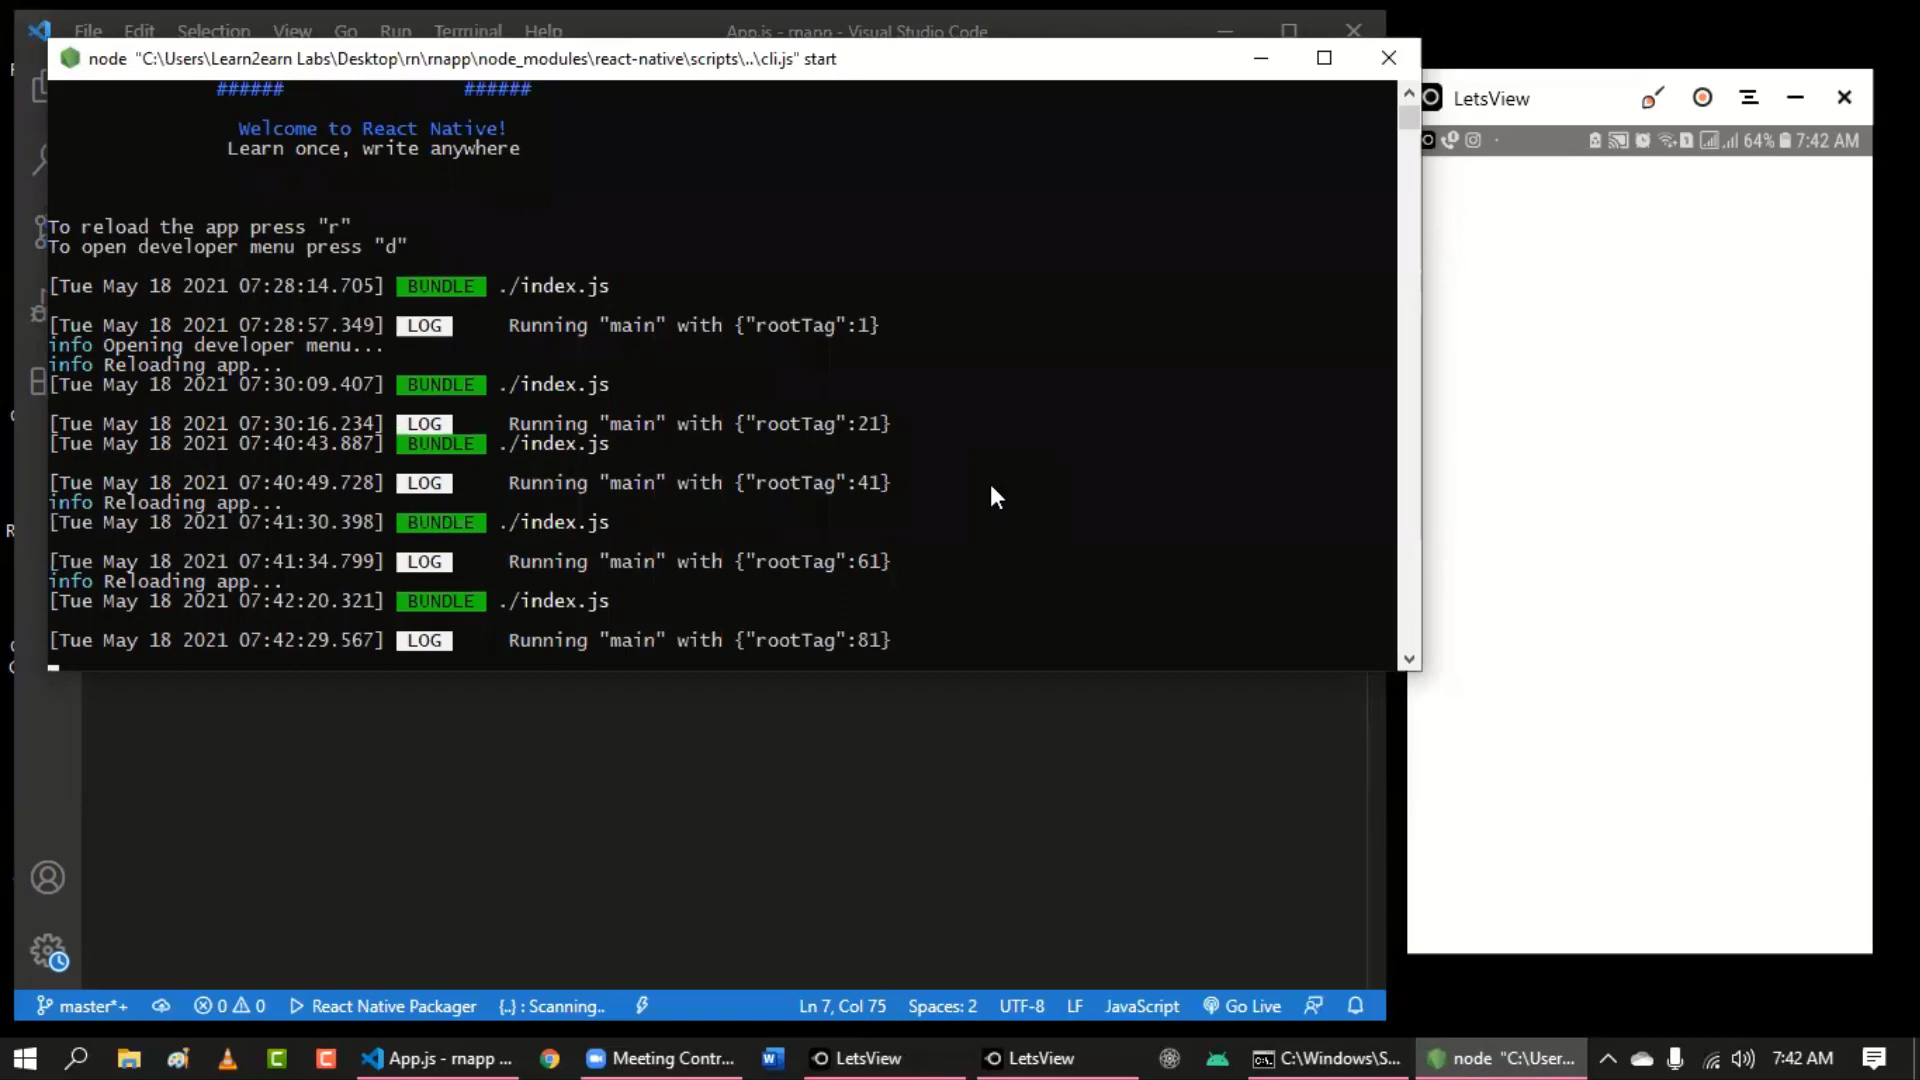 File Edit Selection View Go Run Terminal Help App.js - rnapp - Visual Studio Code
node "C:\Users\Learn2earn Labs\Desktop\rn\rnapp\node_modules\react-native\scripts\..\cli.js" start
###### ######
Welcome to React Native!
Learn once, write anywhere
To reload the app press "r"
To open developer menu press "d"
[Tue May 18 2021 07:28:14.705] BUNDLE ./index.js
[Tue May 18 2021 07:28:57.349] LOG Running "main" with {"rootTag":1}
info Opening developer menu...
info Reloading app...
[Tue May 18 2021 07:30:09.407] BUNDLE ./index.js
[Tue May 18 2021 07:30:16.234] LOG Running "main" with {"rootTag":21}
[Tue May 18 2021 07:40:43.887] BUNDLE ./index.js
[Tue May 18 2021 07:40:49.728] LOG Running "main" with {"rootTag":41}
info Reloading app...
[Tue May 18 2021 07:41:30.398] BUNDLE ./index.js
[Tue May 18 2021 07:41:34.799] LOG Running "main" with {"rootTag":61}
info Reloading app...
[Tue May 18 2021 07:42:20.321] BUNDLE ./index.js
[Tue May 18 2021 07:42:29.567] LOG Running "main" with {"rootTag":81}
LetsView
64% 7:42 AM
master*+ 0 0 React Native Packager {..} : Scanning.. Ln 7, Col 75 Spaces: 2 UTF-8 LF JavaScript Go Live
App.js - rnapp ... Meeting Contr... LetsView LetsView C:\Windows\S... node "C:\User... 7:42 AM